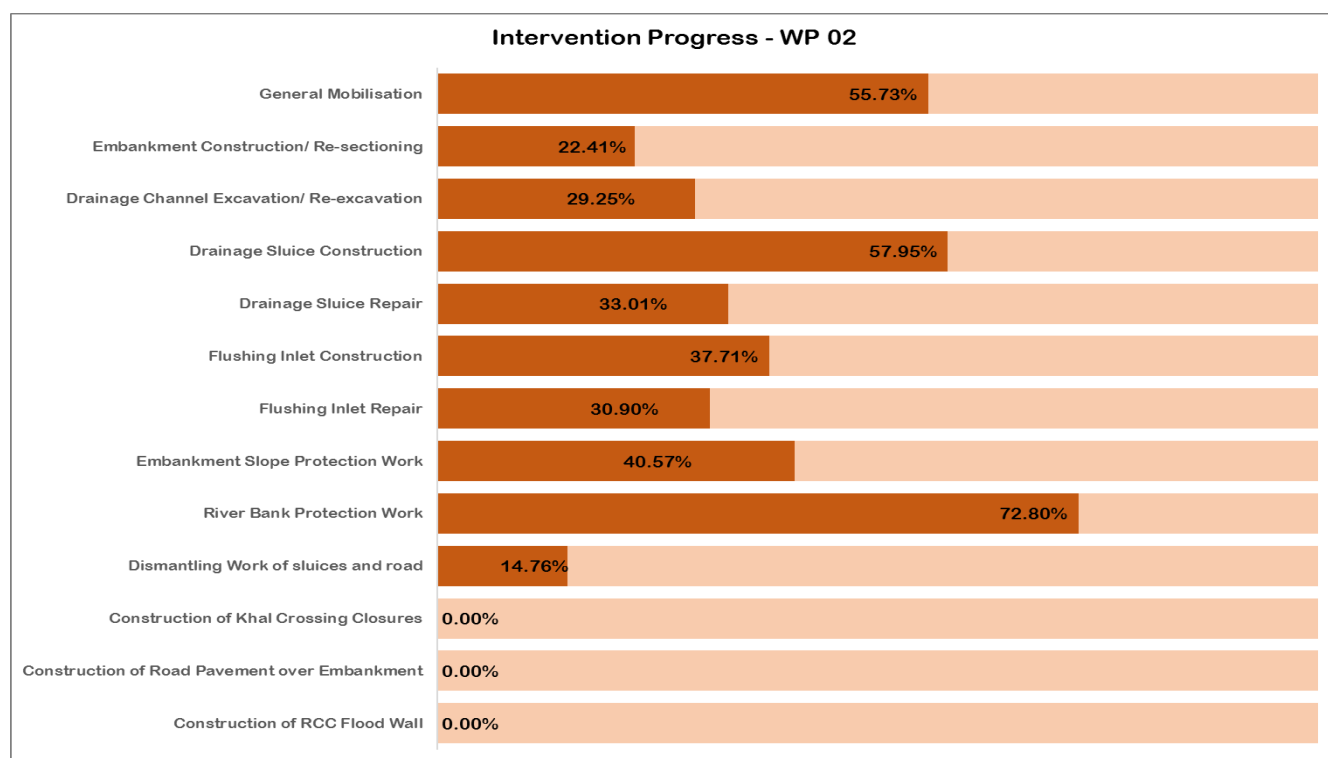 Intervention Progress - WP 02
General Mobilisation
55.73%
Embankment Construction/ Re-sectioning
22.41%
Drainage Channel Excavation/ Re-excavation
29.25%
Drainage Sluice Construction
57.95%
Drainage Sluice Repair
33.01%
Flushing Inlet Construction
37.71%
Flushing Inlet Repair
30.90%
Embankment Slope Protection Work
40.57%
River Bank Protection Work
72.80%
Dismantling Work of sluices and road
14.76%
Construction of Khal Crossing Closures
0.00%
Construction of Road Pavement over Embankment
0.00%
Construction of RCC Flood Wall
0.00%